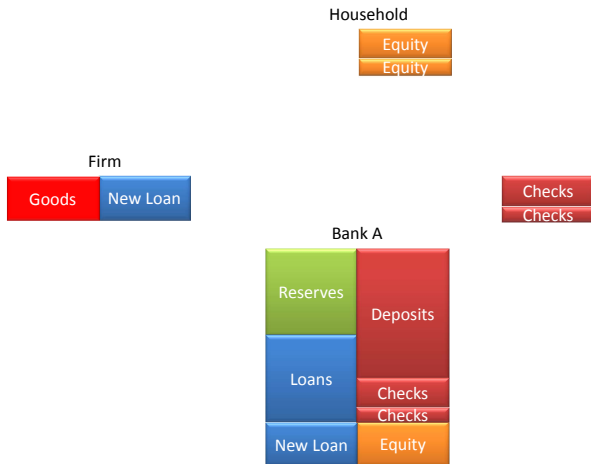 Household
Equity
Equity
Firm
Goods New Loan
Checks
Checks
Bank A
Reserves
Deposits
Loans
Checks
Checks
New Loan Equity